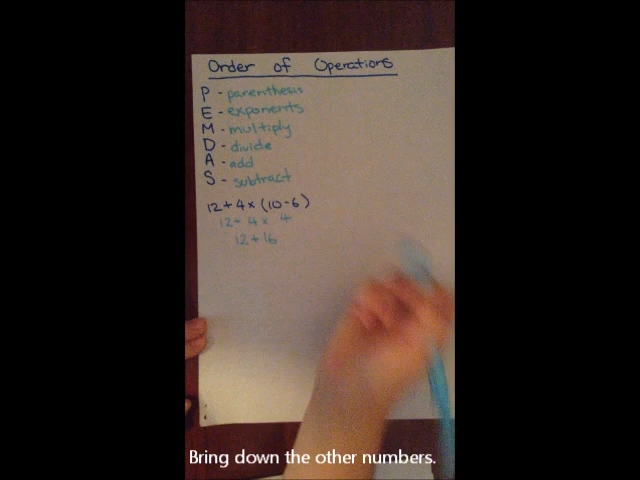 Order of Operations
P - parenthesis
E - exponents
M - multiply
D - divide
A - add
S - subtract
12 + 4 x (10 - 6)
12 + 4 x 4
12 + 16
Bring down the other numbers.